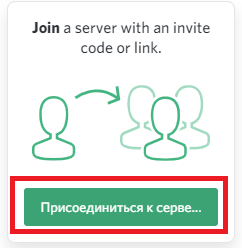 Join a server with an invite
code or link.
Присоединиться к серве...